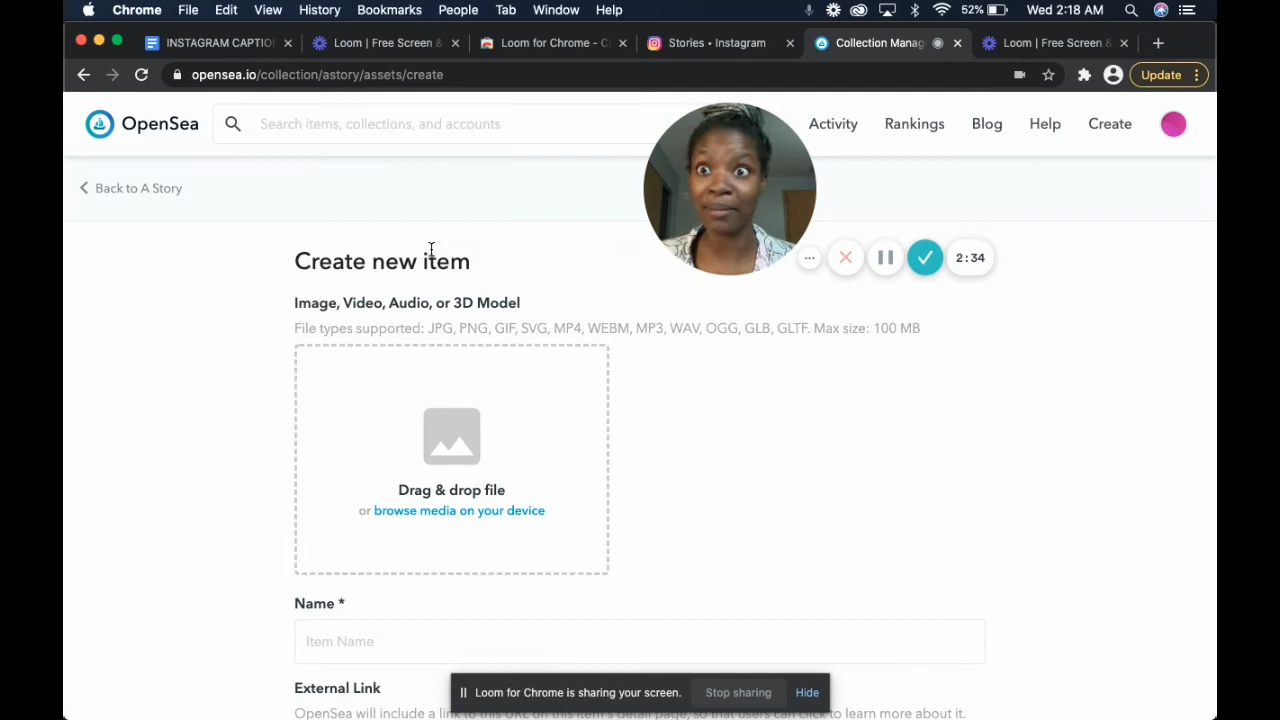 Chrome File Edit View History Bookmarks People Tab Window Help 52% Wed 2:18 AM
INSTAGRAM CAPTIO Loom | Free Screen & Loom for Chrome - C Stories • Instagram Collection Manag Loom | Free Screen &
opensea.io/collection/astory/assets/create Update
OpenSea Search items, collections, and accounts Activity Rankings Blog Help Create
Back to A Story
Create new item
2:34
Image, Video, Audio, or 3D Model
File types supported: JPG, PNG, GIF, SVG, MP4, WEBM, MP3, WAV, OGG, GLB, GLTF. Max size: 100 MB
Drag & drop file
or browse media on your device
Name *
Item Name
External Link
Loom for Chrome is sharing your screen. Stop sharing Hide
OpenSea will include a link to this URL on this item's detail page, so that users can click to learn more about it.